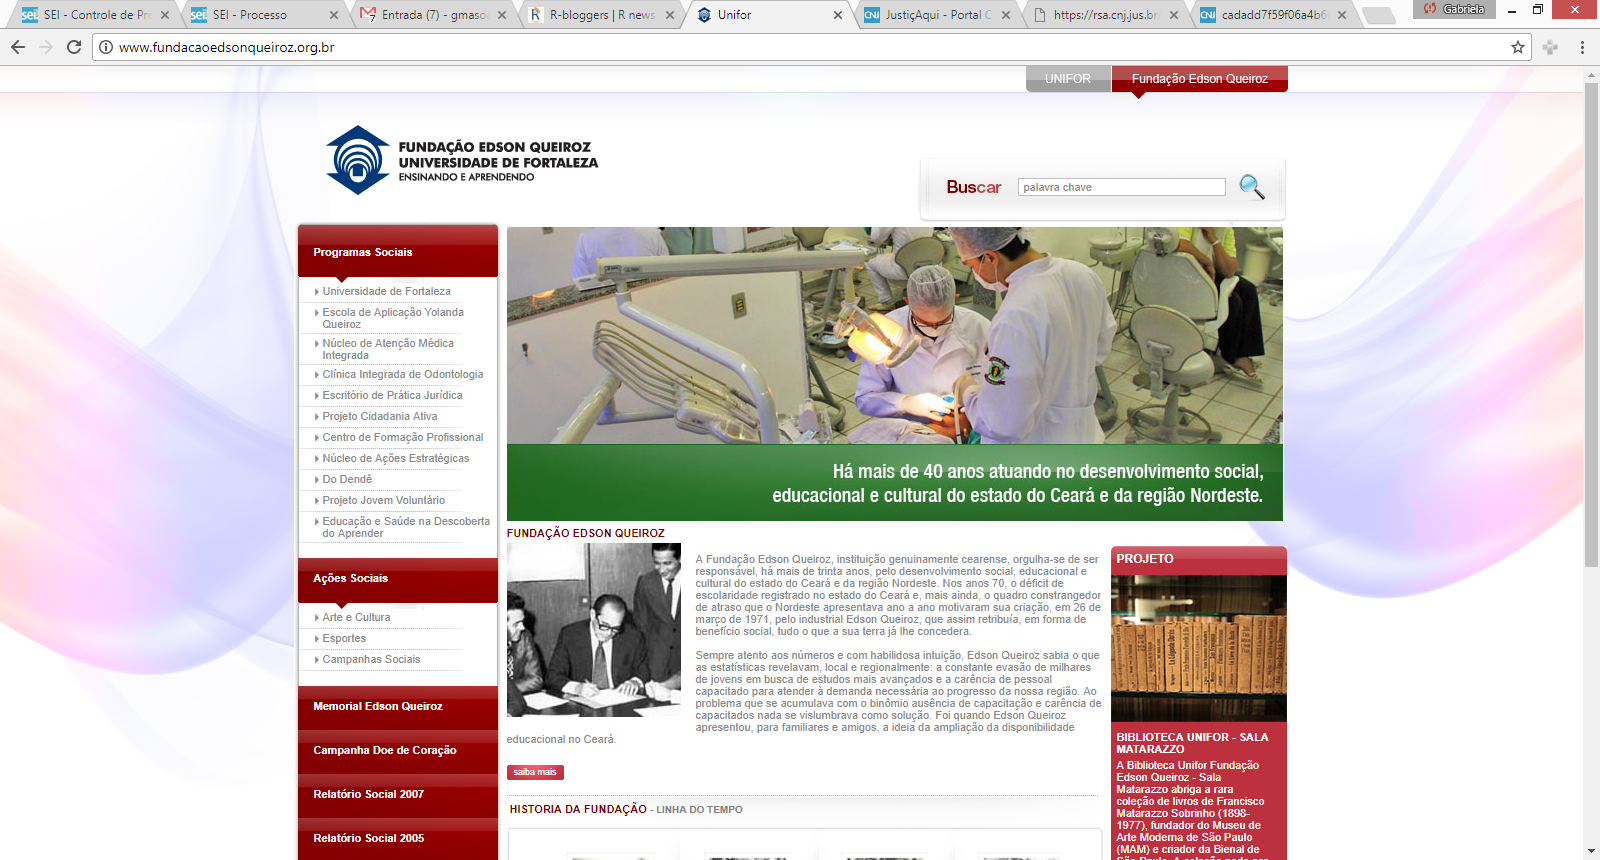 SEI - Controle de Pr
SEI - Processo
Entrada (7) - gmaso
R-bloggers | R news
Unifor
JustiçAqui - Portal C
https://rsa.cnj.jus.br
cadadd7f59f06a4b6
Gabriela
www.fundacaoedsonqueiroz.org.br
UNIFOR
Fundação Edson Queiroz
FUNDAÇÃO EDSON QUEIROZ
UNIVERSIDADE DE FORTALEZA
ENSINANDO E APRENDENDO
Buscar
palavra chave
Programas Sociais
Universidade de Fortaleza
Escola de Aplicação Yolanda
Queiroz
Núcleo de Atenção Médica
Integrada
Clínica Integrada de Odontologia
Escritório de Prática Jurídica
Projeto Cidadania Ativa
Centro de Formação Profissional
Núcleo de Ações Estratégicas
Do Dendê
Projeto Jovem Voluntário
Educação e Saúde na Descoberta
do Aprender
Ações Sociais
Arte e Cultura
Esportes
Campanhas Sociais
Memorial Edson Queiroz
Campanha Doe de Coração
Relatório Social 2007
Relatório Social 2005
Há mais de 40 anos atuando no desenvolvimento social,
educacional e cultural do estado do Ceará e da região Nordeste.
FUNDAÇÃO EDSON QUEIROZ
A Fundação Edson Queiroz, instituição genuinamente cearense, orgulha-se de ser
responsável, há mais de trinta anos, pelo desenvolvimento social, educacional e
cultural do estado do Ceará e da região Nordeste. Nos anos 70, o déficit de
escolaridade registrado no estado do Ceará e, mais ainda, o quadro constrangedor
de atraso que o Nordeste apresentava ano a ano motivaram sua criação, em 26 de
março de 1971, pelo industrial Edson Queiroz, que assim retribuía, em forma de
benefício social, tudo o que a sua terra já lhe concedera.
Sempre atento aos números e com habilidosa intuição, Edson Queiroz sabia o que
as estatísticas revelavam, local e regionalmente: a constante evasão de milhares
de jovens em busca de estudos mais avançados e a carência de pessoal
capacitado para atender à demanda necessária ao progresso da nossa região. Ao
problema que se acumulava com o binômio ausência de capacitação e carência de
capacitados nada se vislumbrava como solução. Foi quando Edson Queiroz
apresentou, para familiares e amigos, a ideia da ampliação da disponibilidade
educacional no Ceará.
saiba mais
HISTORIA DA FUNDAÇÃO - LINHA DO TEMPO
PROJETO
BIBLIOTECA UNIFOR - SALA
MATARAZZO
A Biblioteca Unifor Fundação
Edson Queiroz - Sala
Matarazzo abriga a rara
coleção de livros de Francisco
Matarazzo Sobrinho (1898-
1977), fundador do Museu de
Arte Moderna de São Paulo
(MAM) e criador da Bienal de